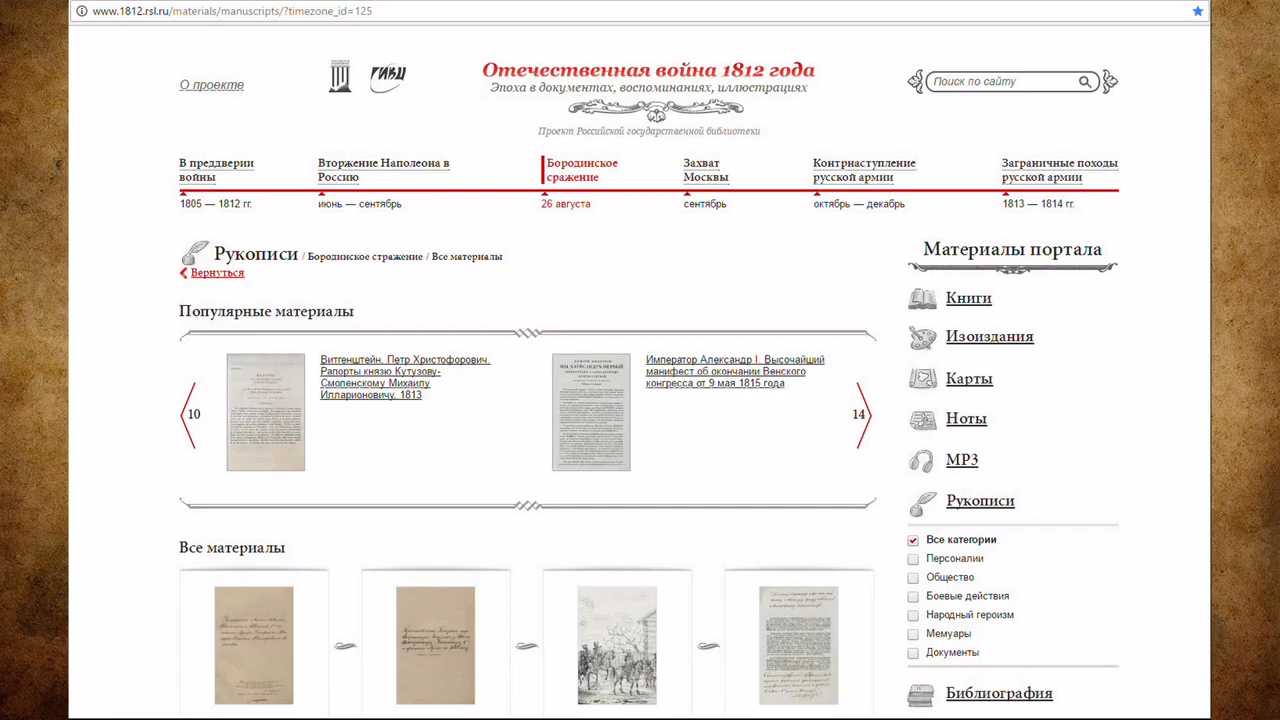 www.1812.rsl.ru/materials/manuscripts/?timezone_id=125
О проекте
ГИВЦ
Отечественная война 1812 года
Эпоха в документах, воспоминаниях, иллюстрациях
Проект Российской государственной библиотеки
Поиск по сайту
В преддверии
войны
1805 — 1812 гг.
Вторжение Наполеона в
Россию
июнь — сентябрь
Бородинское
сражение
26 августа
Захват
Москвы
сентябрь
Контрнаступление
русской армии
октябрь — декабрь
Заграничные походы
русской армии
1813 — 1814 гг.
Рукописи / Бородинское сражение / Все материалы
Вернуться
Популярные материалы
10
Витгенштейн, Петр Христофорович.
Рапорты князю Кутузову-
Смоленскому Михаилу
Илларионовичу, 1813
Император Александр I. Высочайший
манифест об окончании Венского
конгресса от 9 мая 1815 года
14
Все материалы
Материалы портала
Книги
Изоиздания
Карты
Ноты
MP3
Рукописи
Все категории
Персоналии
Общество
Боевые действия
Народный героизм
Мемуары
Документы
Библиография